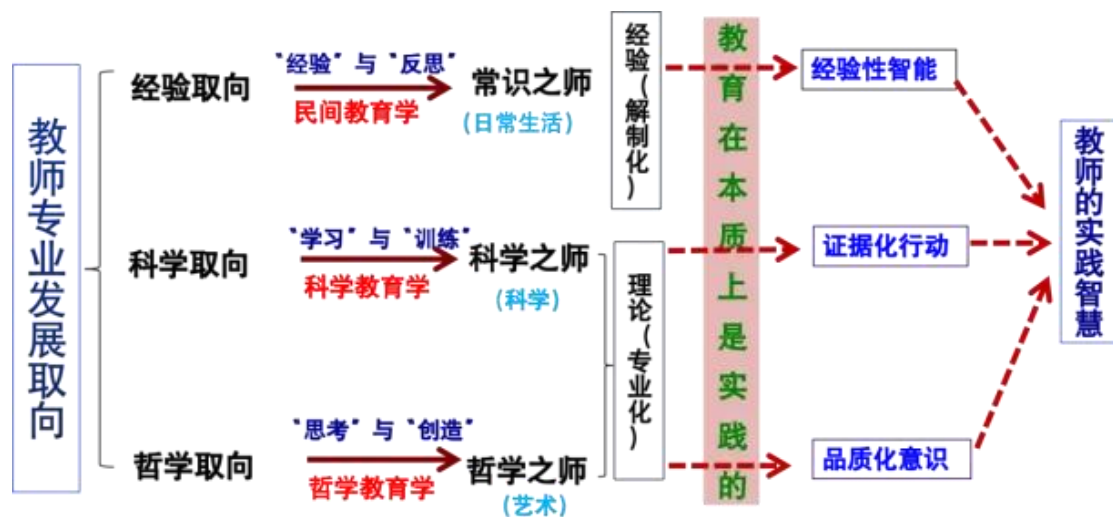 教师专业发展取向
经验取向
"经验" 与 "反思"
民间教育学
常识之师
(日常生活)
科学取向
"学习" 与 "训练"
科学教育学
科学之师
(科学)
哲学取向
"思考" 与 "创造"
哲学教育学
哲学之师
(艺术)
经验(解制化)
理论(专业化)
教育在本质上是实践的
经验性智能
证据化行动
品质化意识
教师的实践智慧